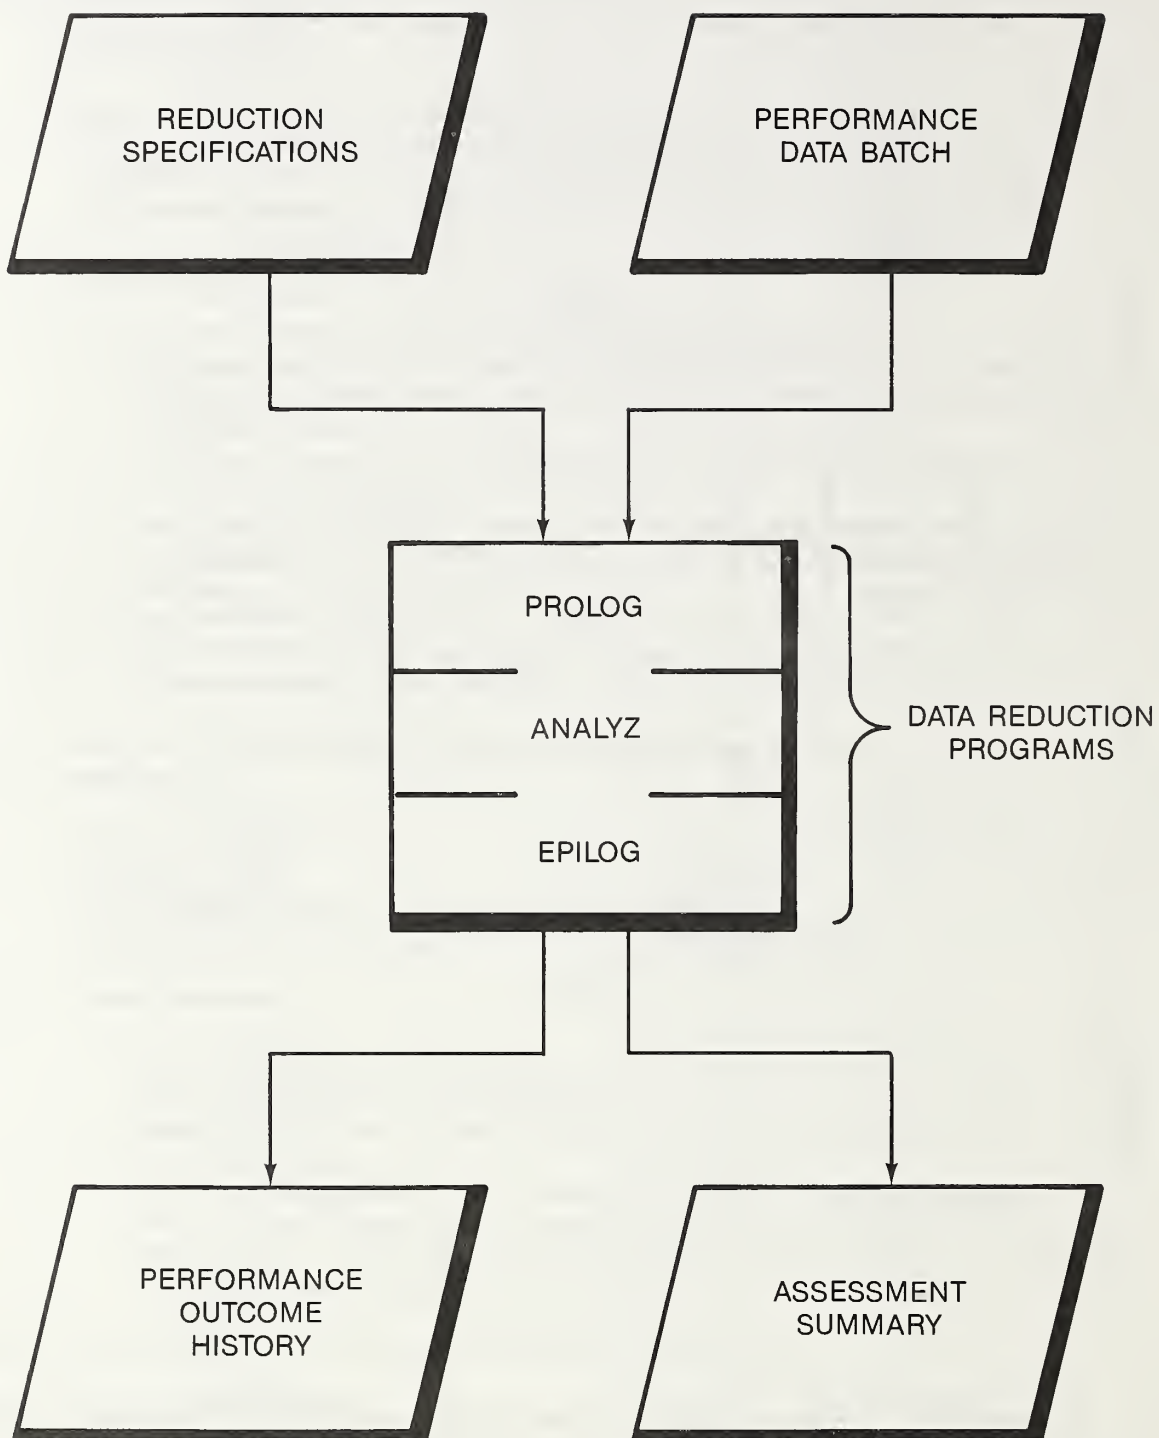 REDUCTION
SPECIFICATIONS
PERFORMANCE
DATA BATCH
PROLOG
ANALYZ
EPILOG
DATA REDUCTION
PROGRAMS
PERFORMANCE
OUTCOME
HISTORY
ASSESSMENT
SUMMARY